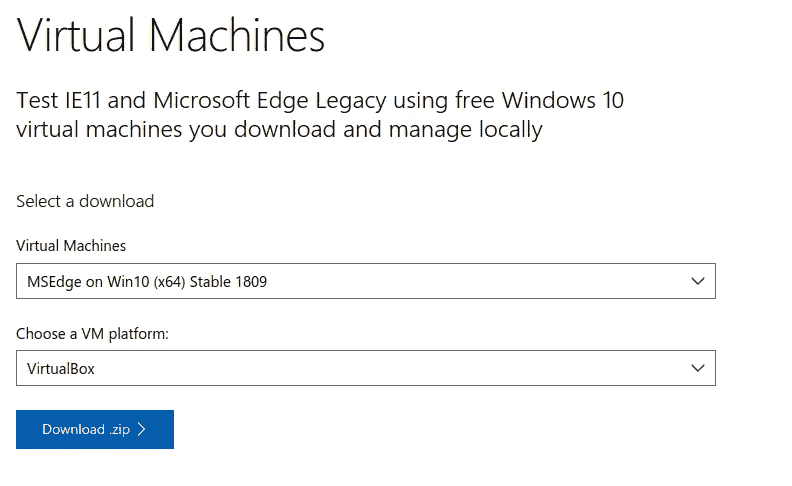 Virtual Machines
Test IE11 and Microsoft Edge Legacy using free Windows 10
virtual machines you download and manage locally
Select a download
Virtual Machines
MSEdge on Win10 (x64) Stable 1809
Choose a VM platform:
VirtualBox
Download .zip